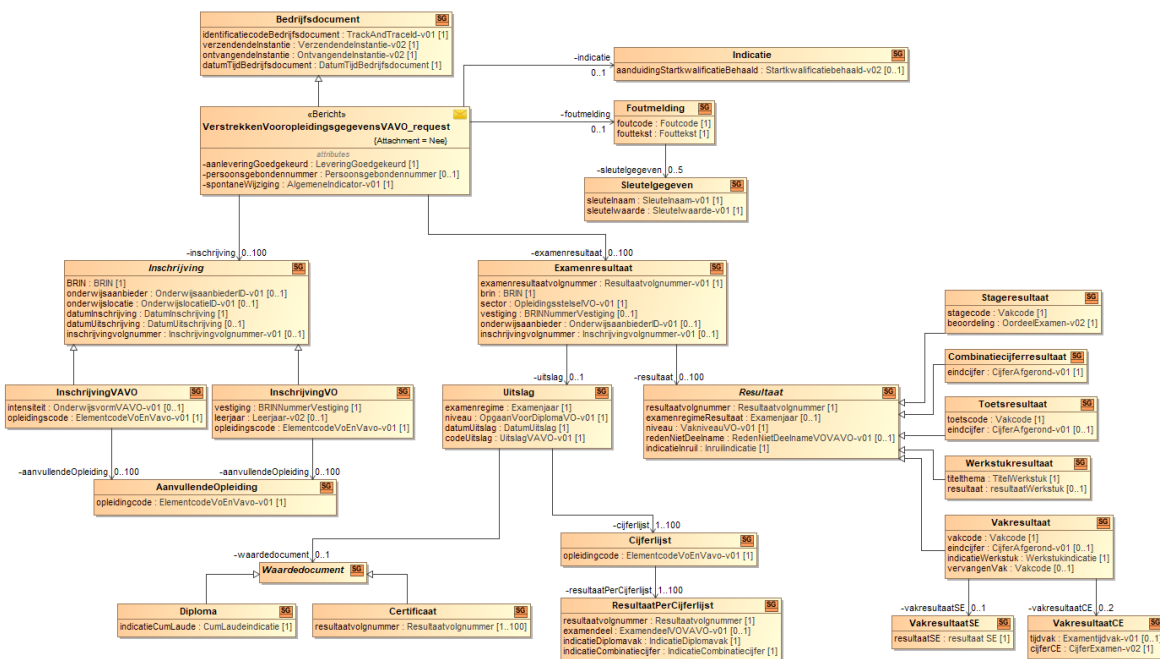 Bedrijfsdocument SG
identificatiecodeBedrijfsdocument : TrackAndTraceId-v01 [1]
verzendendeInstantie : VerzendendeInstantie-v02 [1]
ontvangendeInstantie : OntvangendeInstantie-v02 [1]
datumTijdBedrijfsdocument : DatumTijdBedrijfsdocument [1]
-indicatie
0..1
Indicatie SG
aanduidingStartkwalificatieBehaald : Startkwalificatiebehaald-v02 [0..1]
«Bericht»
VerstrekkenVooropleidingsgegevensVAVO_request
{Attachment = Nee}
attributes
-aanleveringGoedgekeurd : LeveringGoedgekeurd [1]
-persoonsgebondennummer : Persoonsgebondennummer [0..1]
-spontaneWijziging : AlgemeneIndicator-v01 [1]
-foutmelding
0..1
Foutmelding SG
foutcode : Foutcode [1]
fouttekst : Fouttekst [1]
-sleutelgegeven 0..5
Sleutelgegeven SG
sleutelnaam : Sleutelnaam-v01 [1]
sleutelwaarde : Sleutelwaarde-v01 [1]
-inschrijving 0..100
-examenresultaat 0..100
Inschrijving SG
BRIN : BRIN [1]
onderwijsaanbieder : OnderwijsaanbiederID-v01 [0..1]
onderwijslocatie : OnderwijslocatieID-v01 [0..1]
datumInschrijving : DatumInschrijving [1]
datumUitschrijving : DatumUitschrijving [0..1]
inschrijvingvolgnummer : Inschrijvingvolgnummer-v01 [0..1]
Examenresultaat SG
examenresultaatvolgnummer : Resultaatvolgnummer-v01 [1]
brin : BRIN [1]
sector : OpleidingsstelselVO-v01 [1]
vestiging : BRINNummerVestiging [0..1]
onderwijsaanbieder : OnderwijsaanbiederID-v01 [0..1]
inschrijvingvolgnummer : Inschrijvingvolgnummer-v01 [0..1]
Stageresultaat SG
stagecode : Vakcode [1]
beoordeling : OordeelExamen-v02 [1]
Combinatiecijferresultaat SG
eindcijfer : CijferAfgerond-v01 [1]
Toetsresultaat SG
toetscode : Vakcode [1]
eindcijfer : CijferAfgerond-v01 [0..1]
Werkstukresultaat SG
titelthema : TitelWerkstuk [1]
resultaat : resultaatWerkstuk [0..1]
Vakresultaat SG
vakcode : Vakcode [1]
eindcijfer : CijferAfgerond-v01 [0..1]
indicatieWerkstuk : Werkstukindicatie [1]
vervangenVak : Vakcode [0..1]
-uitslag 0..1
-resultaat 0..100
InschrijvingVAVO SG
intensiteit : OnderwijsvormVAVO-v01 [0..1]
opleidingscode : ElementcodeVoEnVavo-v01 [1]
InschrijvingVO SG
vestiging : BRINNummerVestiging [1]
leerjaar : Leerjaar-v02 [0..1]
opleidingscode : ElementcodeVoEnVavo-v01 [1]
Uitslag SG
examenregime : Examenjaar [1]
niveau : OpgaanVoorDiplomaVO-v01 [1]
datumUitslag : DatumUitslag [1]
codeUitslag : UitslagVAVO-v01 [1]
Resultaat SG
resultaatvolgnummer : Resultaatvolgnummer [1]
examenregimeResultaat : Examenjaar [0..1]
niveau : VakniveauVO-v01 [1]
redenNietDeelname : RedenNietDeelnameVOVAVO-v01 [0..1]
indicatieInruil : Inruilindicatie [1]
-aanvullendeOpleiding 0..100
-aanvullendeOpleiding 0..100
AanvullendeOpleiding SG
opleidingcode : ElementcodeVoEnVavo-v01 [1]
-cijferlijst 1..100
Cijferlijst SG
opleidingcode : ElementcodeVoEnVavo-v01 [1]
-waardedocument 0..1
Waardedocument SG
-resultaatPerCijferlijst 1..100
Diploma SG
indicatieCumLaude : CumLaudeindicatie [1]
Certificaat SG
resultaatvolgnummer : Resultaatvolgnummer [1..100]
ResultaatPerCijferlijst SG
resultaatvolgnummer : Resultaatvolgnummer [1]
examendeel : ExamendeelVOVAVO-v01 [0..1]
indicatieDiplomavak : IndicatieDiplomavak [1]
indicatieCombinatiecijfer : IndicatieCombinatiecijfer [1]
-vakresultaatSE 0..1
-vakresultaatCE 0..2
VakresultaatSE SG
resultaatSE : resultaat SE [1]
VakresultaatCE SG
tijdvak : Examentijdvak-v01 [0..1]
cijferCE : CijferExamen-v02 [1]